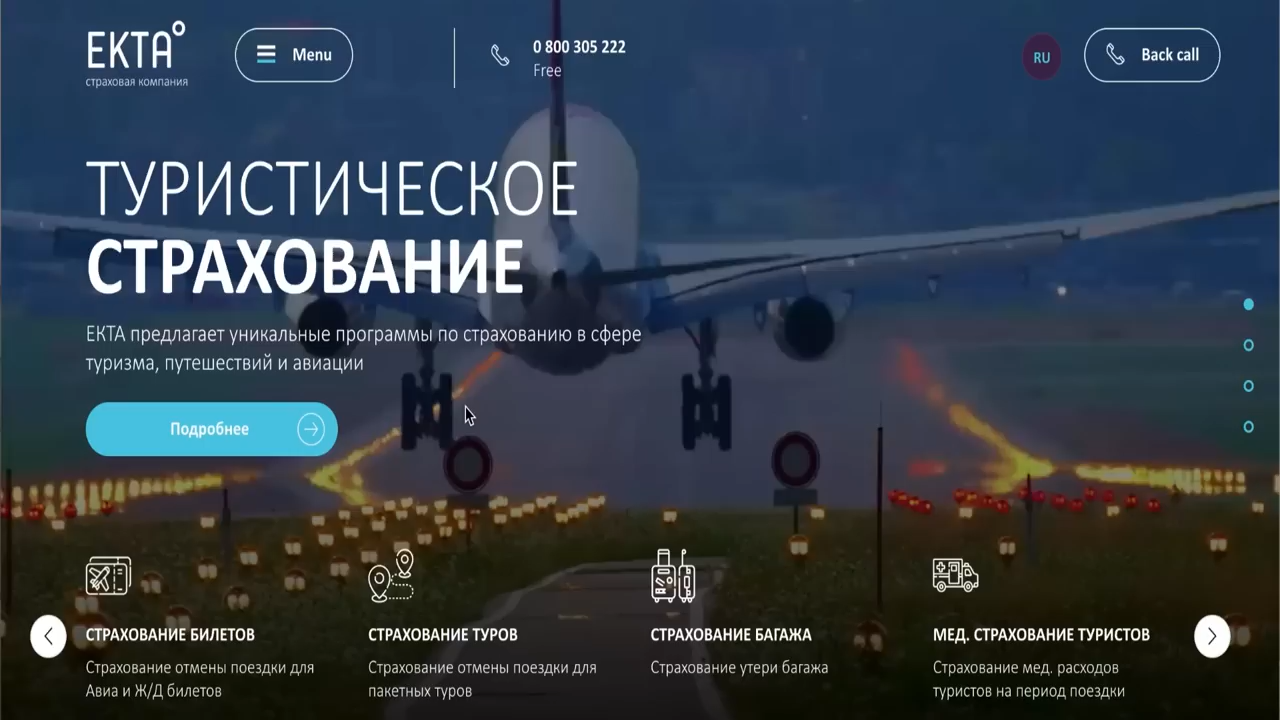 ЕКТА°
страховая компания
Menu
0 800 305 222
Free
RU
Back call
ТУРИСТИЧЕСКОЕ
СТРАХОВАНИЕ
ЕКТА предлагает уникальные программы по страхованию в сфере
туризма, путешествий и авиации
Подробнее
СТРАХОВАНИЕ БИЛЕТОВ
Страхование отмены поездки для
Авиа и Ж/Д билетов
СТРАХОВАНИЕ ТУРОВ
Страхование отмены поездки для
пакетных туров
СТРАХОВАНИЕ БАГАЖА
Страхование утери багажа
МЕД. СТРАХОВАНИЕ ТУРИСТОВ
Страхование мед. расходов
туристов на период поездки